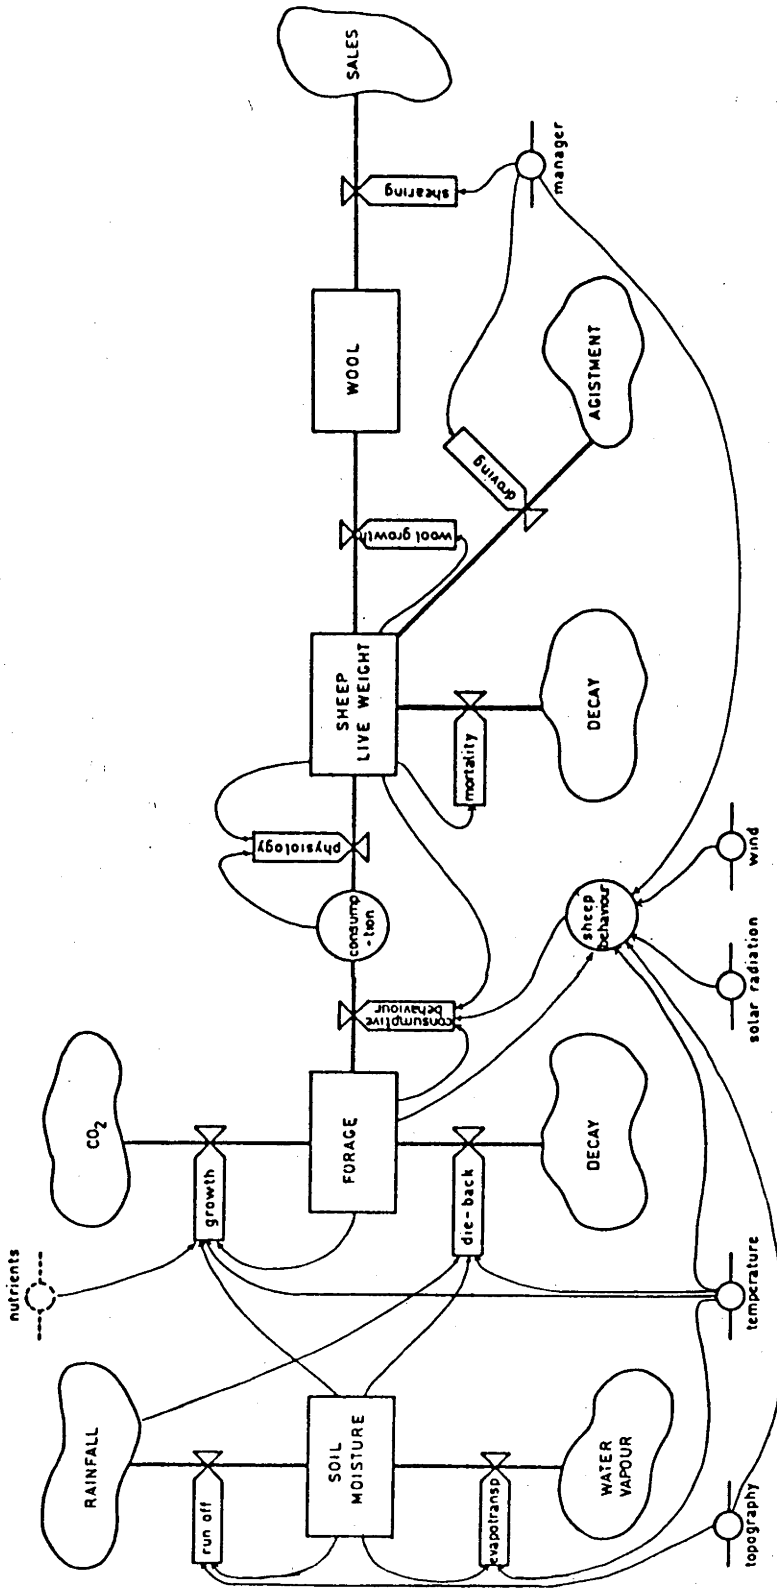 nutrients
RAINFALL
CO2
run off
growth
SOIL
MOISTURE
FORAGE
consump
-tion
physiology
SHEEP
LIVE WEIGHT
WOOL
SALES
evapotransp
die-back
consumptive
behaviour
mortality
wool growth
shearing
droving
WATER
VAPOUR
DECAY
sheep
behaviour
DECAY
AGISTMENT
manager
topography
temperature
solar radiation
wind